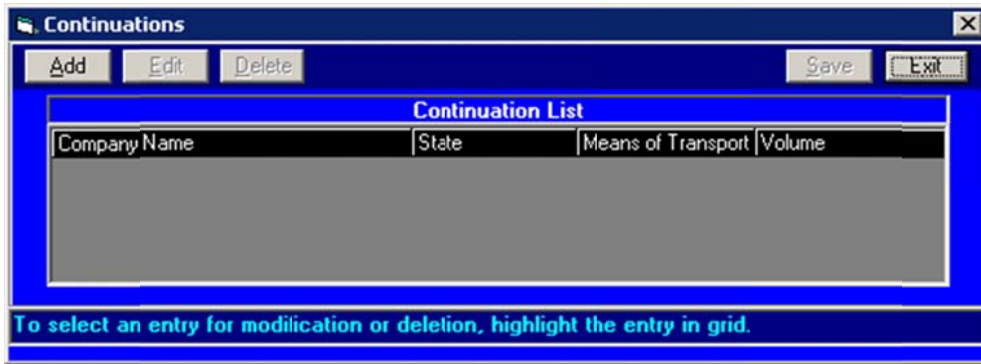 Continuations
Add Edit Delete Save Exit
Continuation List
Company Name State Means of Transport Volume
To select an entry for modilication or deletion, highlight the entry in grid.